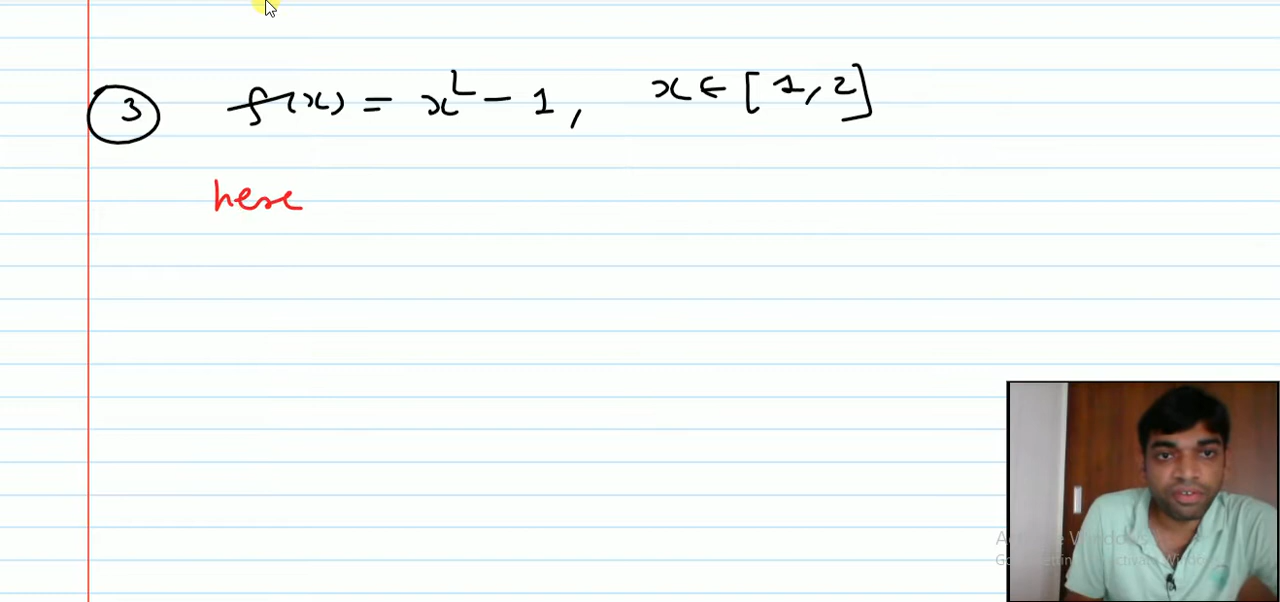 3 f(x) = x² - 1, x ∈ [1, 2]
here